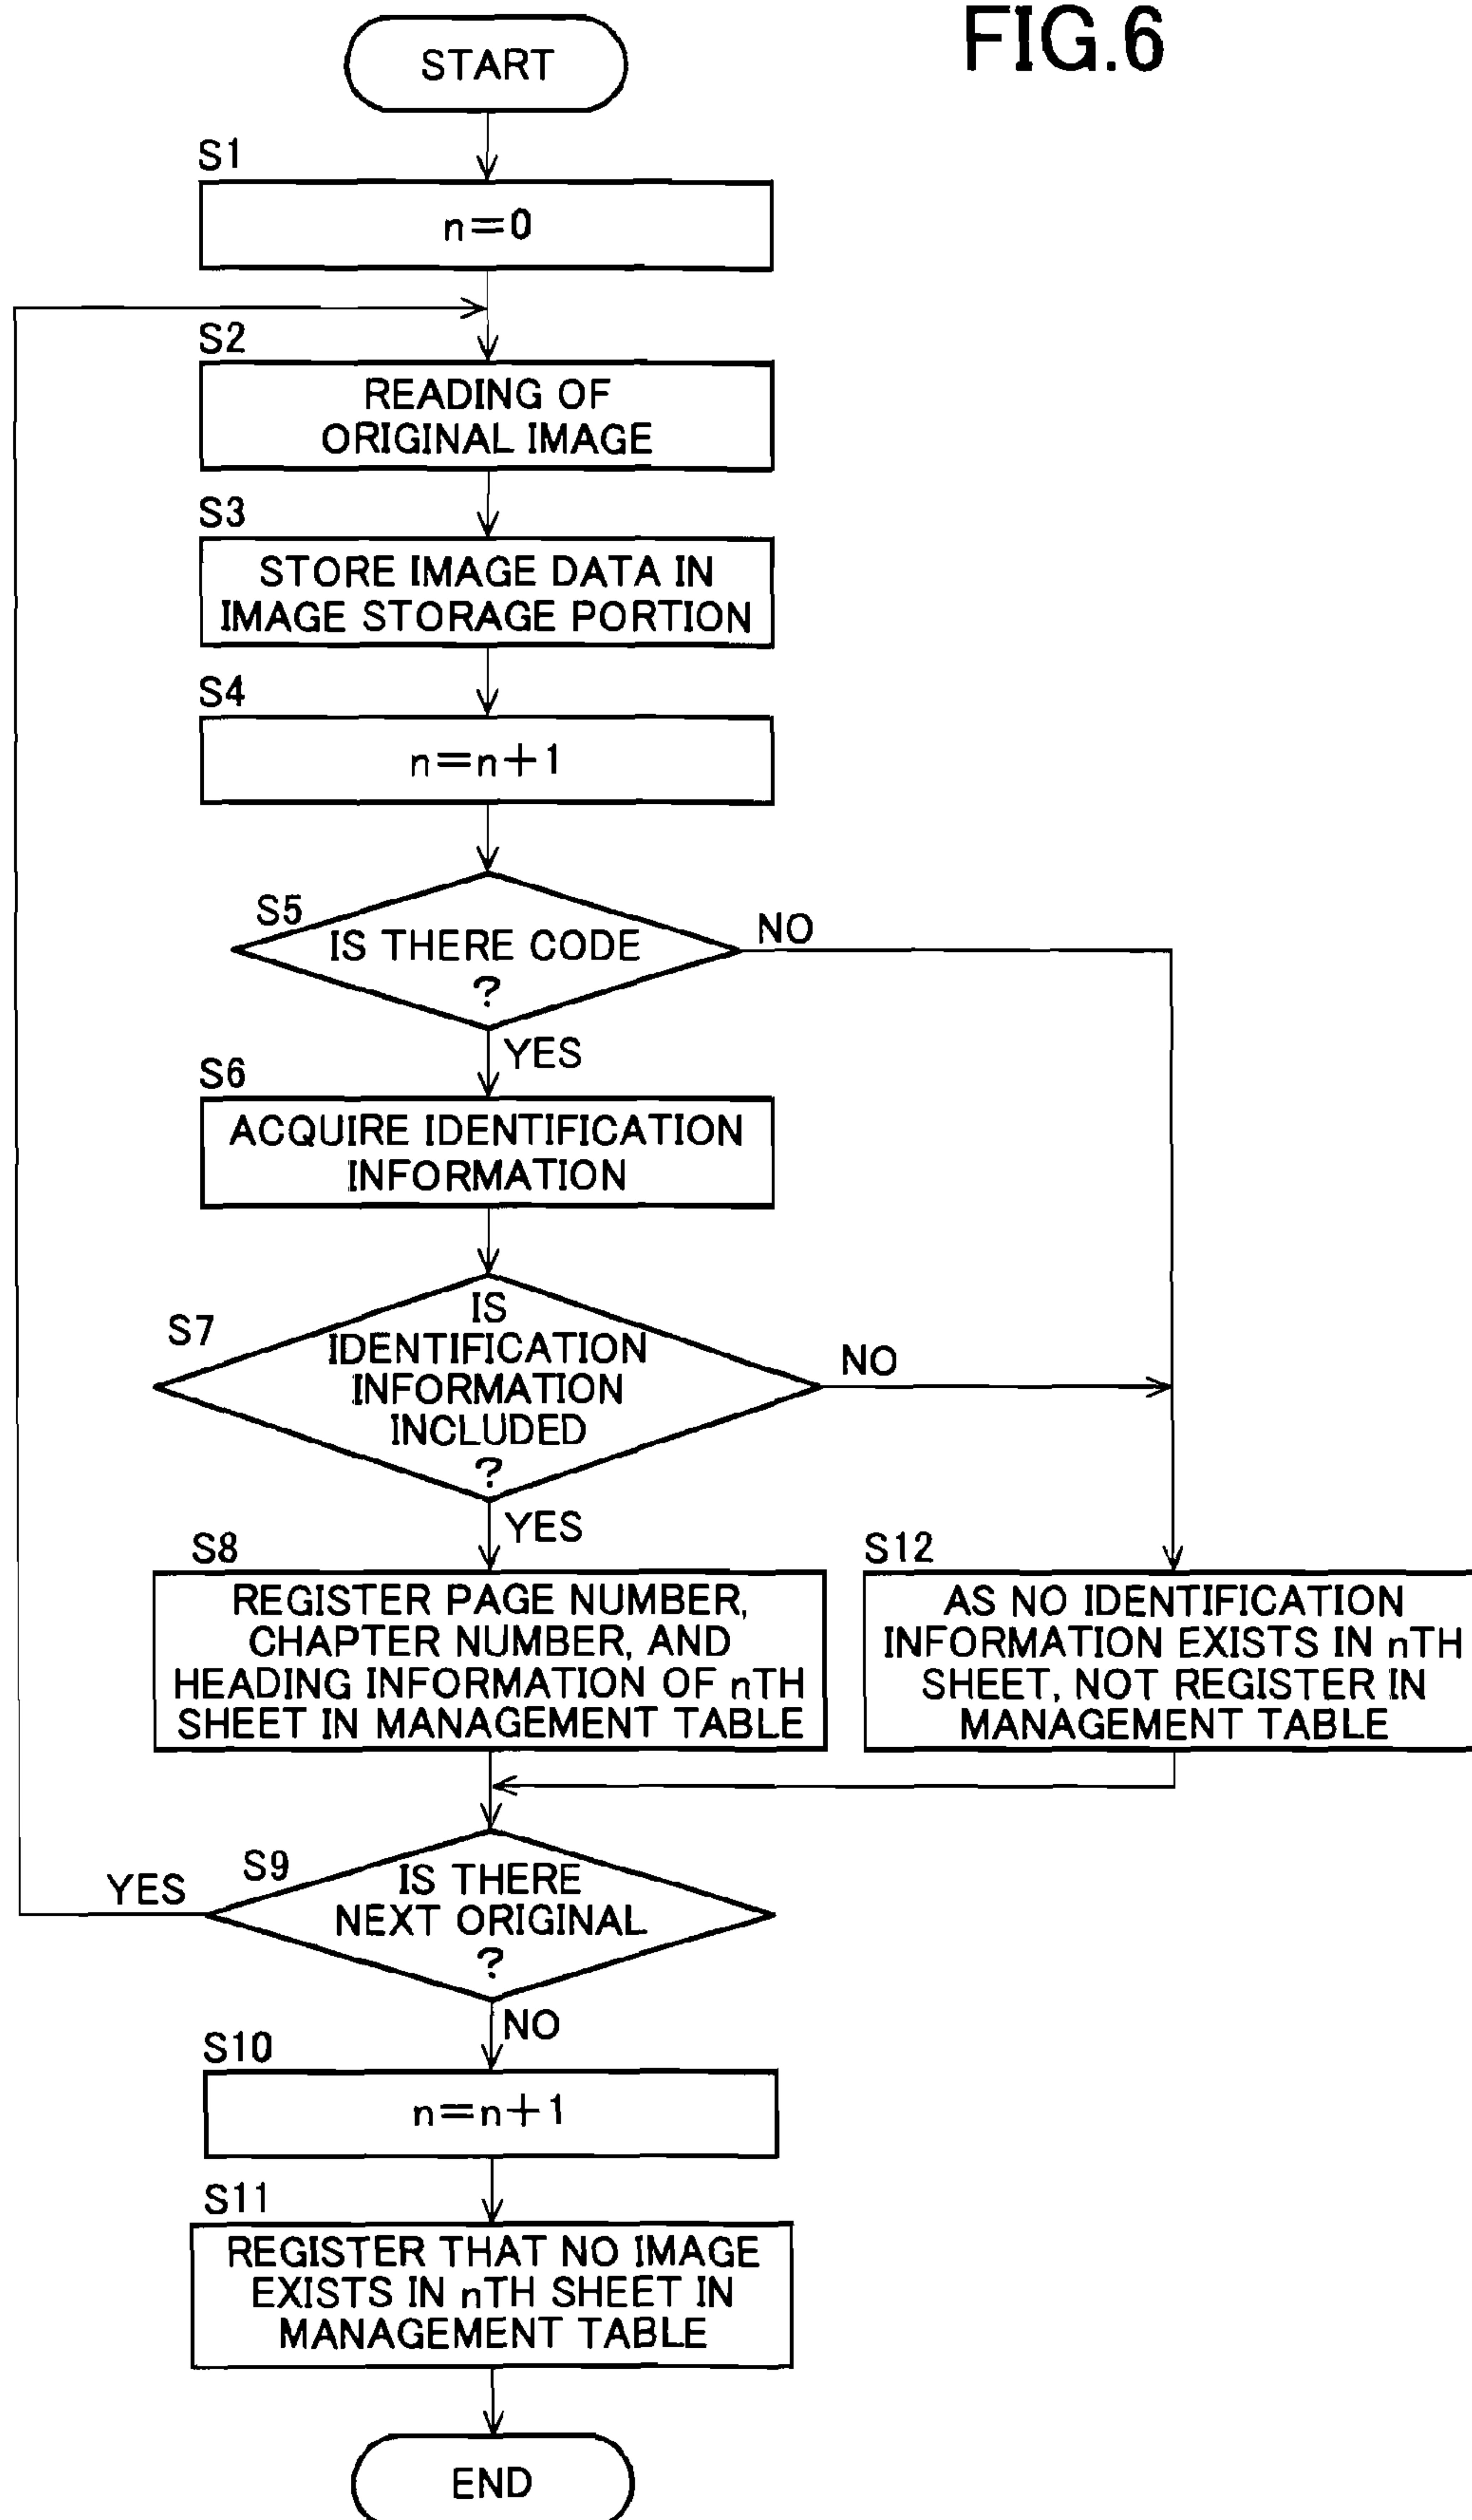 FIG.6
START
S1
n=0
S2
READING OF
ORIGINAL IMAGE
S3
STORE IMAGE DATA IN
IMAGE STORAGE PORTION
S4
n=n+1
S5
IS THERE CODE
?
NO
YES
S6
ACQUIRE IDENTIFICATION
INFORMATION
S7
IS
IDENTIFICATION
INFORMATION
INCLUDED
?
NO
YES
S8
REGISTER PAGE NUMBER,
CHAPTER NUMBER, AND
HEADING INFORMATION OF nTH
SHEET IN MANAGEMENT TABLE
S12
AS NO IDENTIFICATION
INFORMATION EXISTS IN nTH
SHEET, NOT REGISTER IN
MANAGEMENT TABLE
S9
IS THERE
NEXT ORIGINAL
?
YES
NO
S10
n=n+1
S11
REGISTER THAT NO IMAGE
EXISTS IN nTH SHEET IN
MANAGEMENT TABLE
END